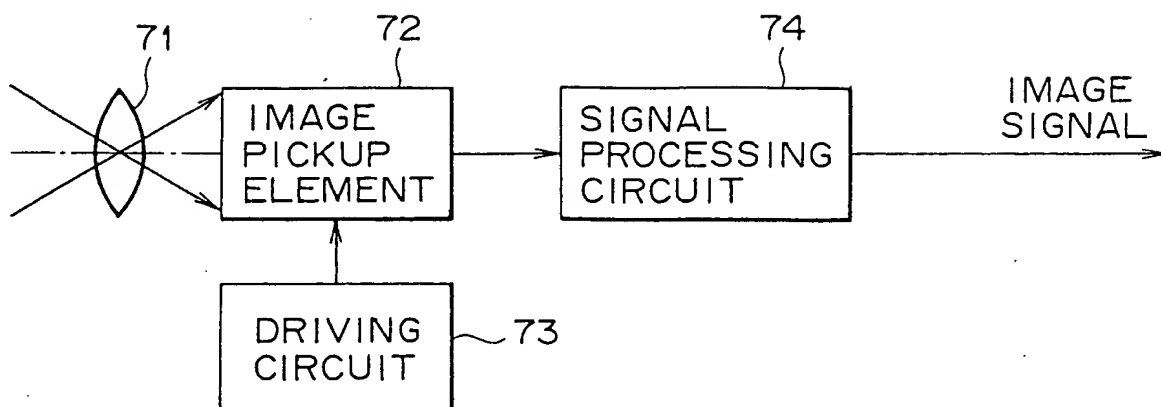 71
72
74
IMAGE
PICKUP
ELEMENT
SIGNAL
PROCESSING
CIRCUIT
IMAGE
SIGNAL
DRIVING
CIRCUIT
73